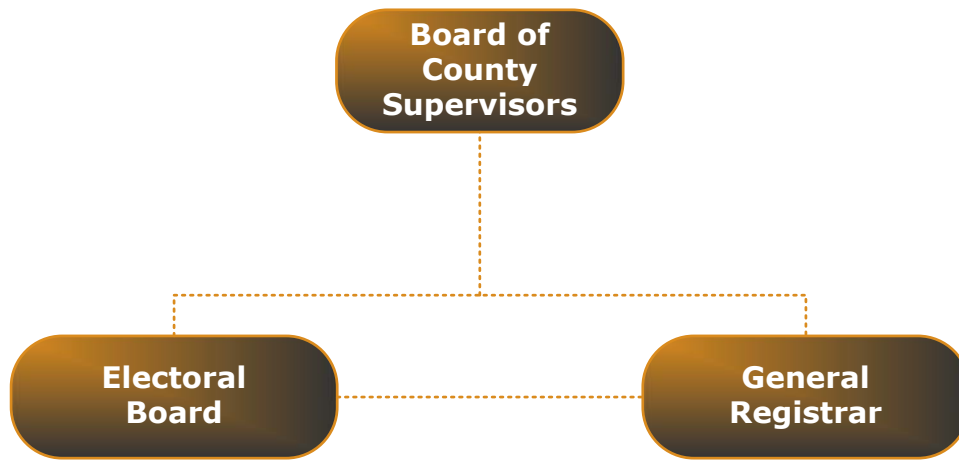 Board of
County
Supervisors
Electoral
Board
General
Registrar